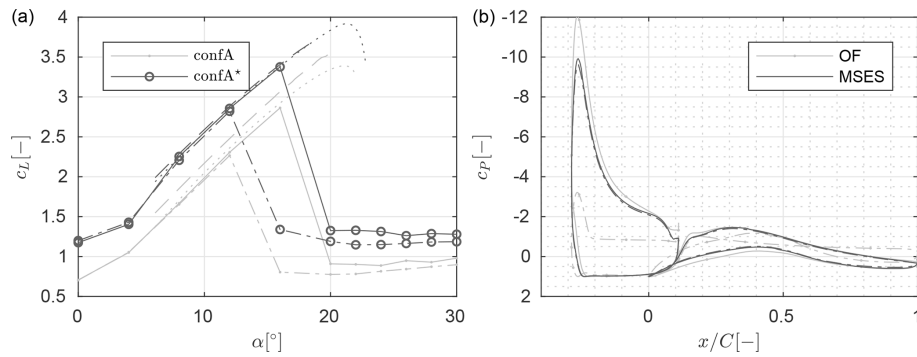 (a)
4
3.5
3
2.5
2
1.5
1
0.5
c_L[−]
confA
confA⋆
0
10
20
30
α[°]
(b)
-12
-10
-8
-6
-4
-2
0
2
c_P[−]
OF
MSES
0
0.5
1
x/C[−]